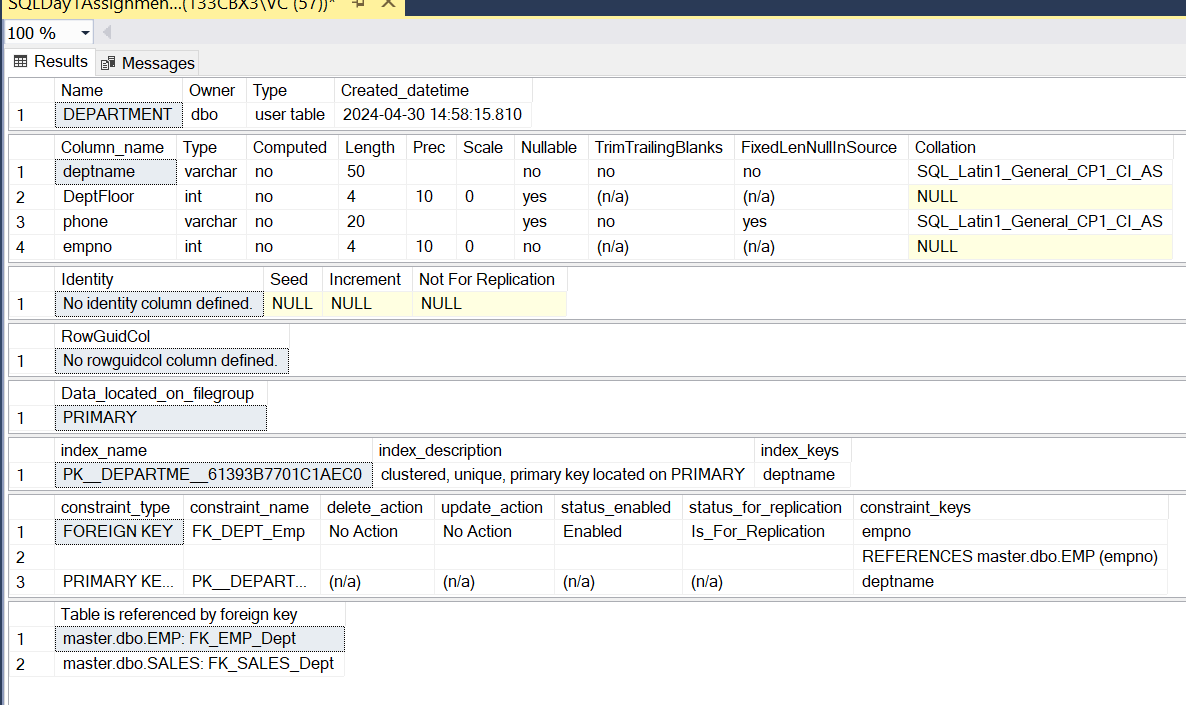 SQLDay1Assignmen...(133CBX3\VC (57))*
100 %
Results Messages
Name Owner Type Created_datetime
1 DEPARTMENT dbo user table 2024-04-30 14:58:15.810
Column_name Type Computed Length Prec Scale Nullable TrimTrailingBlanks FixedLenNullInSource Collation
1 deptname varchar no 50 no no no SQL_Latin1_General_CP1_CI_AS
2 DeptFloor int no 4 10 0 yes (n/a) (n/a) NULL
3 phone varchar no 20 yes no yes SQL_Latin1_General_CP1_CI_AS
4 empno int no 4 10 0 no (n/a) (n/a) NULL
Identity Seed Increment Not For Replication
1 No identity column defined. NULL NULL NULL
RowGuidCol
1 No rowguidcol column defined.
Data_located_on_filegroup
1 PRIMARY
index_name index_description index_keys
1 PK__DEPARTME__61393B7701C1AEC0 clustered, unique, primary key located on PRIMARY deptname
constraint_type constraint_name delete_action update_action status_enabled status_for_replication constraint_keys
1 FOREIGN KEY FK_DEPT_Emp No Action No Action Enabled Is_For_Replication empno
2 REFERENCES master.dbo.EMP (empno)
3 PRIMARY KE... PK__DEPART... (n/a) (n/a) (n/a) (n/a) deptname
Table is referenced by foreign key
1 master.dbo.EMP: FK_EMP_Dept
2 master.dbo.SALES: FK_SALES_Dept